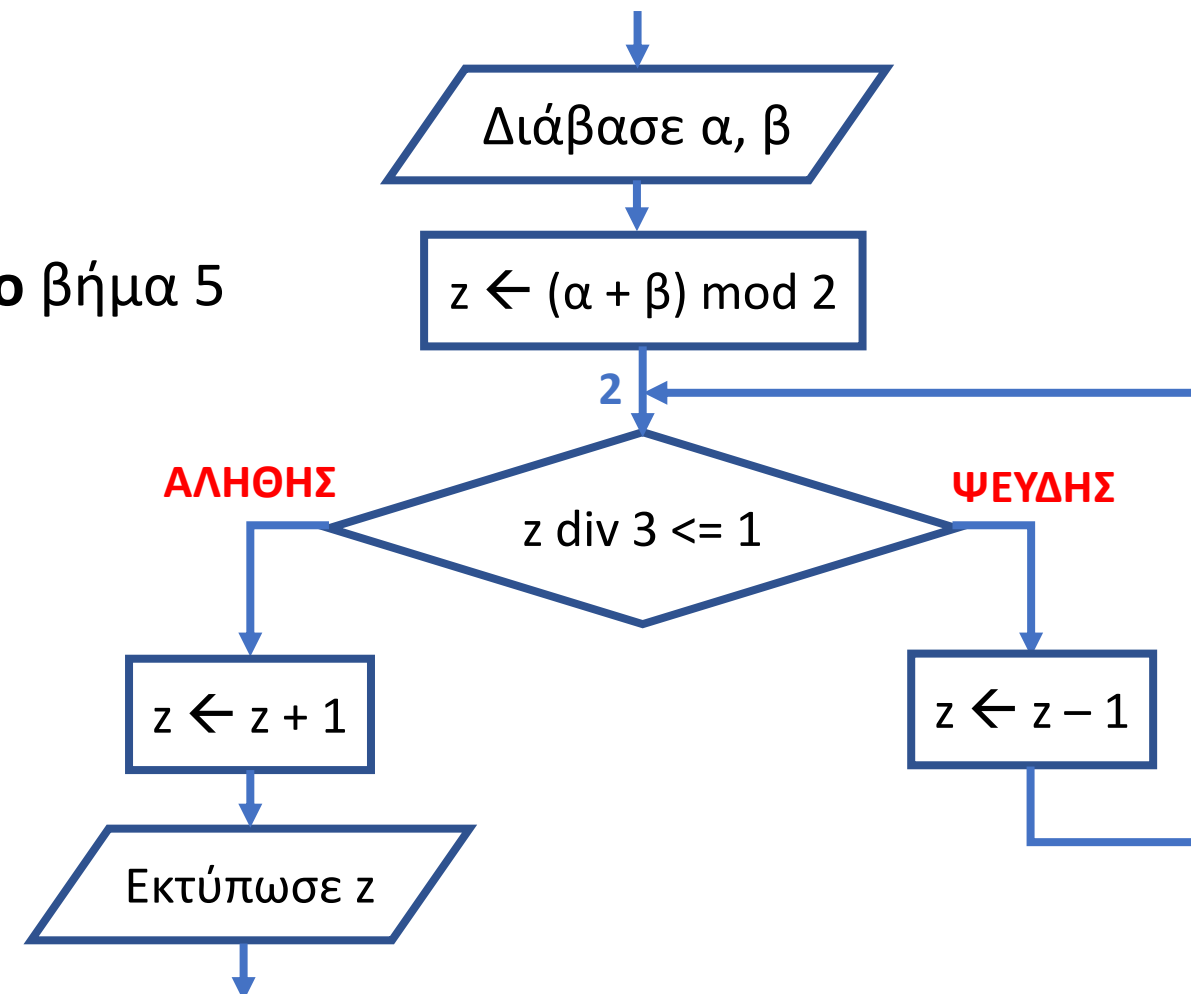 Διάβασε α, β
ο βήμα 5
z ← (α + β) mod 2
2
ΑΛΗΘΗΣ
ΨΕΥΔΗΣ
z div 3 <= 1
z ← z + 1
z ← z – 1
Εκτύπωσε z